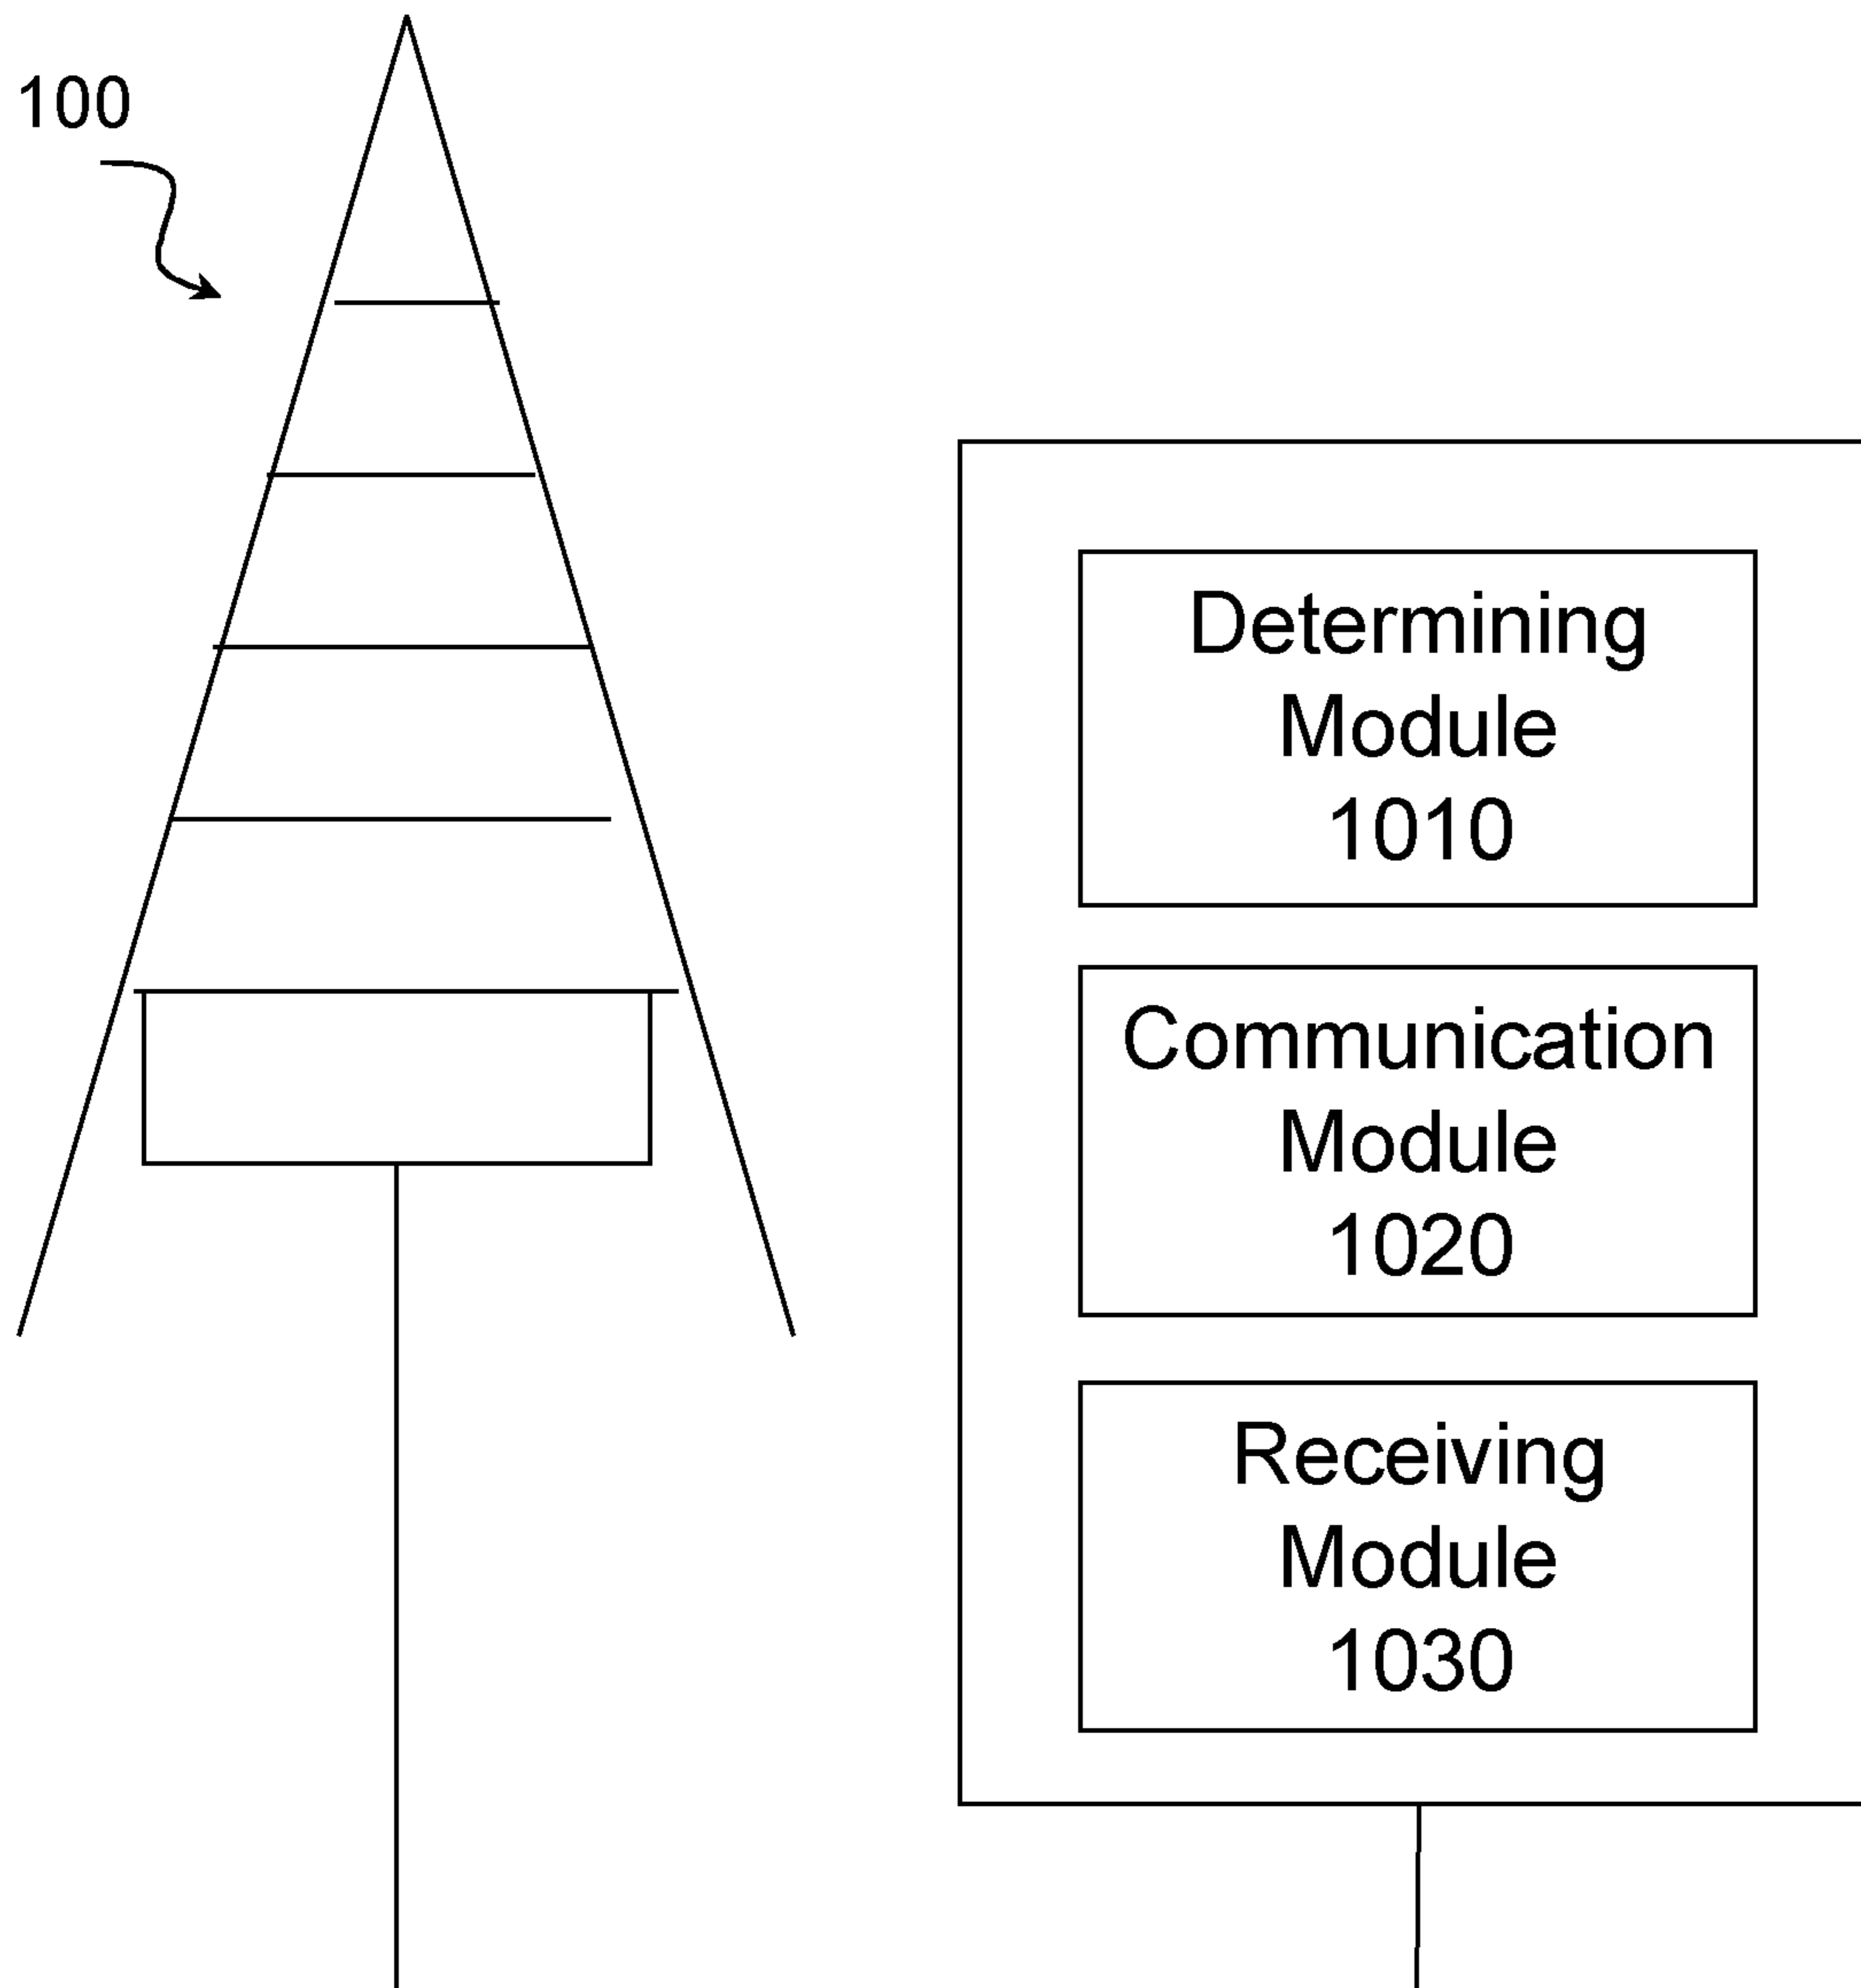 100
Determining
Module
1010
Communication
Module
1020
Receiving
Module
1030